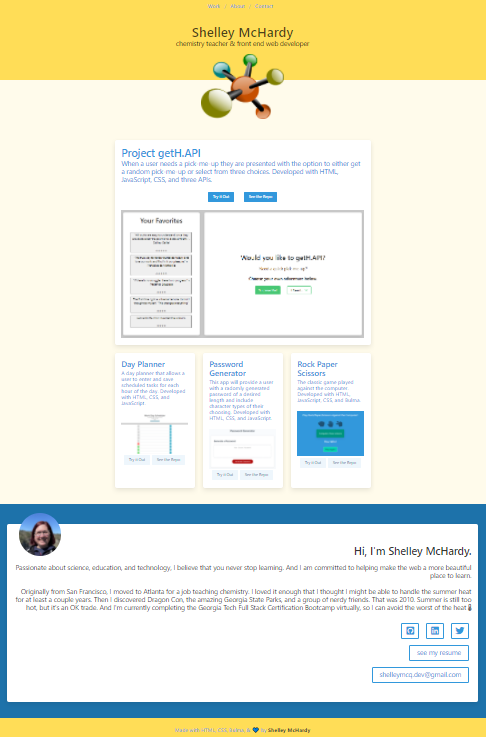 Work / About / Contact
Shelley McHardy
chemistry teacher & front end web developer
Project getH.API
When a user needs a pick-me-up they are presented with the option to either get
a random pick-me-up or select from three choices. Developed with HTML,
JavaScript, CSS, and three APIs.
Try it Out See the Repo
Your Favorites
Would you like to getH.API?
Choose your own adventure below.
Day Planner
A day planner that allows a
user to enter and save
scheduled tasks for each
hour of the day. Developed
with HTML, CSS, and
JavaScript
Try it Out See the Repo
Password
Generator
This app will provide a user
with a randomly generated
password of a desired
length and include
character types of their
choosing. Developed with
HTML, CSS, and JavaScript.
Try it Out See the Repo
Rock Paper
Scissors
The classic game played
against the computer.
Developed with HTML,
JavaScript, CSS, and Bulma
Try it Out See the Repo
Hi, I'm Shelley McHardy.
Passionate about science, education, and technology, I believe that you never stop learning. And I am committed to helping make the web a more beautiful
place to learn.
Originally from San Francisco, I moved to Atlanta for a job teaching chemistry. I loved it enough that I thought I might be able to handle the summer heat
for at least a couple years. Then I discovered Dragon Con, the amazing Georgia State Parks, and a group of nerdy friends. That was 2010. Summer is still too
hot, but it's an OK trade. And I'm currently completing the Georgia Tech Full Stack Certification Bootcamp virtually, so I can avoid the worst of the heat
see my resume
shelleymcq.dev@gmail.com
Made with HTML, CSS, Bulma, & 💙 by Shelley McHardy